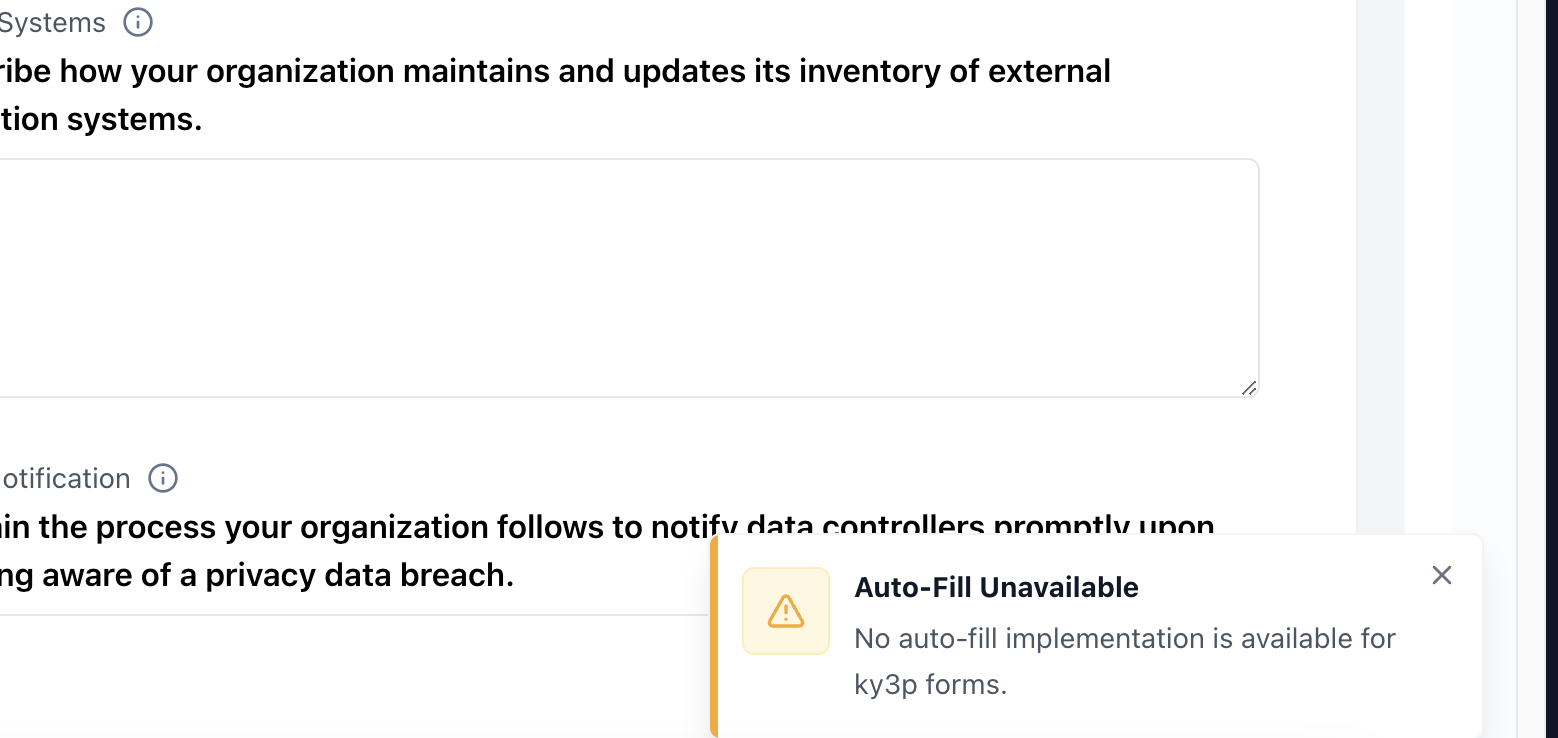 Systems
ribe how your organization maintains and updates its inventory of external
tion systems.
otification
in the process your organization follows to notify data controllers promptly upon
ng aware of a privacy data breach.
Auto-Fill Unavailable
No auto-fill implementation is available for
ky3p forms.